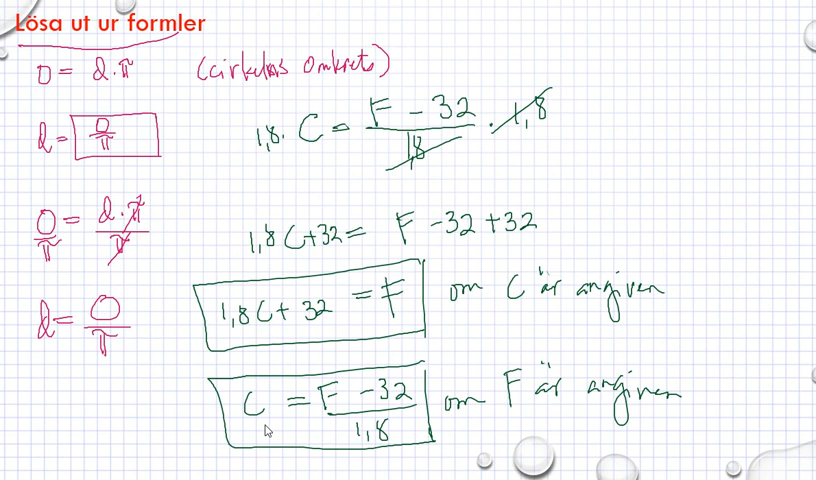 Lösa ut ur formler
O = d · π (cirkelns omkrets)
d = O/π
O/π = d · π/π
d = O/π
1,8 · C = F - 32/1,8 · 1,8
1,8C + 32 = F - 32 + 32
1,8C + 32 = F om C är angiven
C = F - 32/1,8 om F är angiven